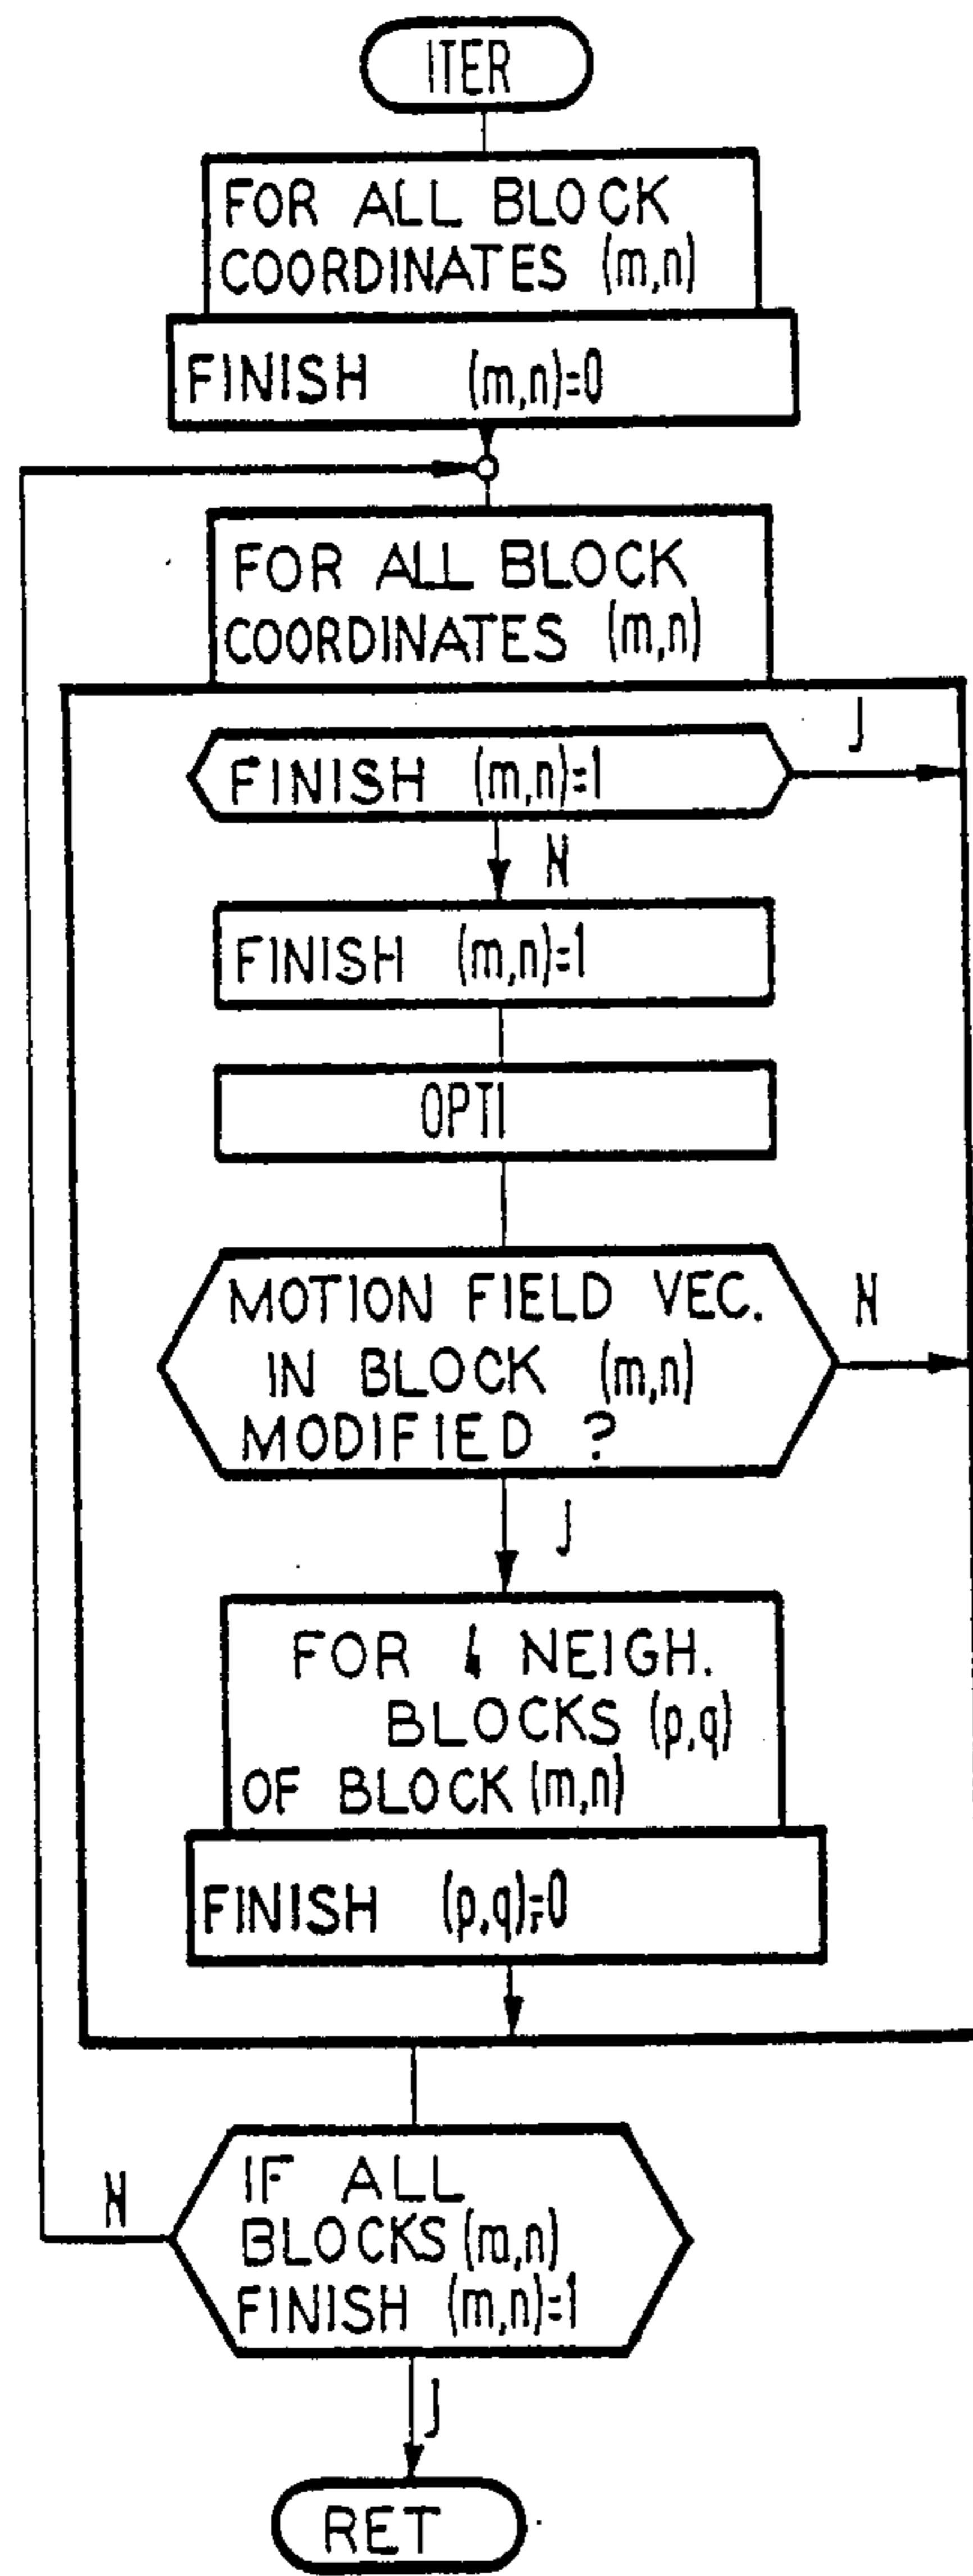 ITER
FOR ALL BLOCK
COORDINATES (m,n)
FINISH (m,n)=0
FOR ALL BLOCK
COORDINATES (m,n)
J
FINISH (m,n)=1
N
FINISH (m,n)=1
OPTI
MOTION FIELD VEC.
IN BLOCK (m,n)
MODIFIED ?
N
J
FOR 4 NEIGH.
BLOCKS (p,q)
OF BLOCK (m,n)
FINISH (p,q)=0
IF ALL
BLOCKS (m,n)
FINISH (m,n)=1
N
J
RET